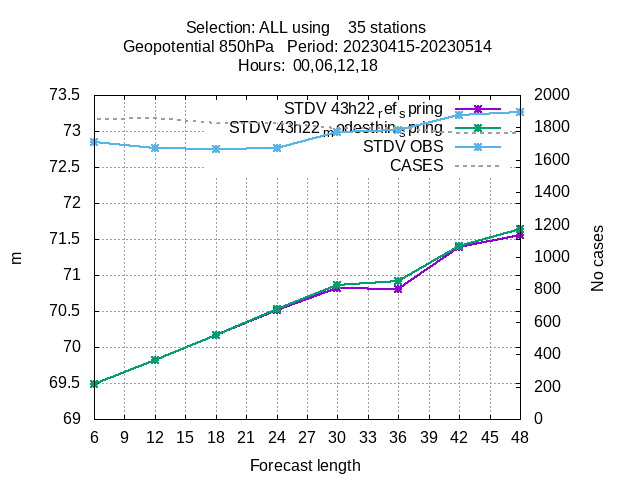 Selection: ALL using 35 stations
Geopotential 850hPa Period: 20230415-20230514
Hours: 00,06,12,18
73.5
73
72.5
72
71.5
71
70.5
70
69.5
69
2000
1800
1600
1400
1200
1000
800
600
400
200
0
STDV 43h22_ref_spring
STDV 43h22_modesthin_spring
STDV OBS
CASES
m
No cases
6 9 12 15 18 21 24 27 30 33 36 39 42 45 48
Forecast length